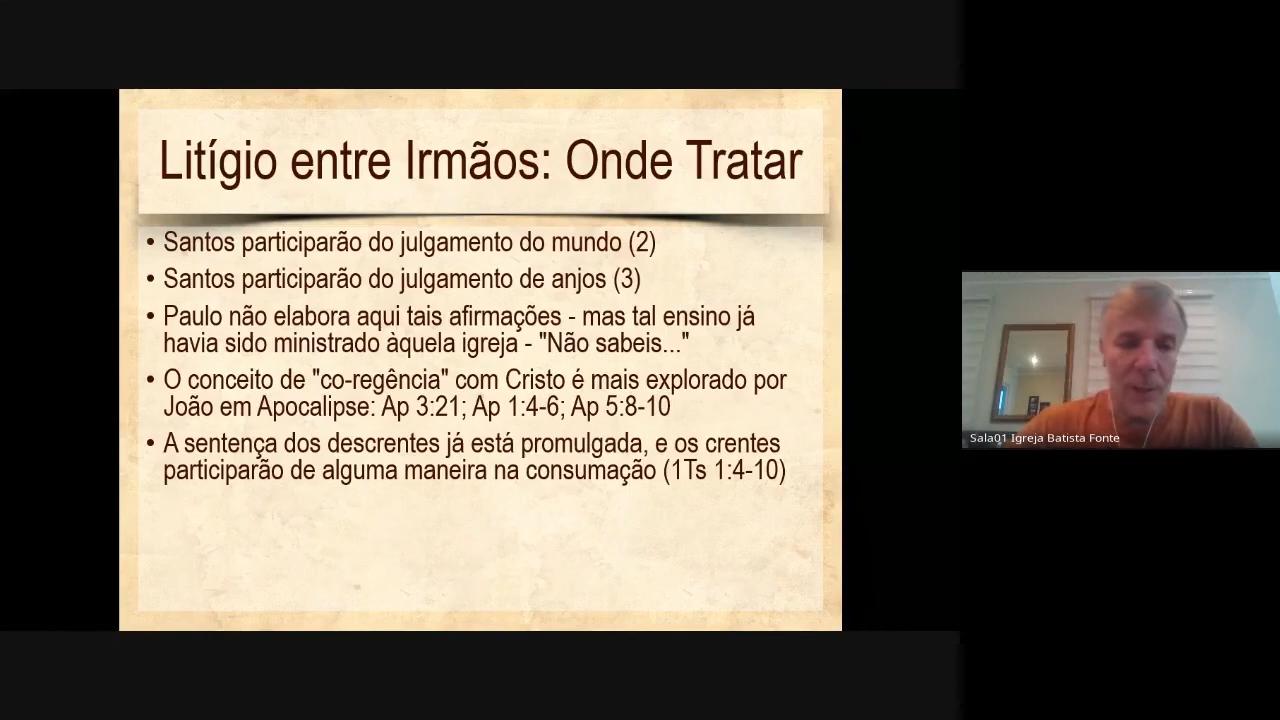 Litígio entre Irmãos: Onde Tratar
• Santos participarão do julgamento do mundo (2)
• Santos participarão do julgamento de anjos (3)
• Paulo não elabora aqui tais afirmações - mas tal ensino já
havia sido ministrado àquela igreja - "Não sabeis..."
• O conceito de "co-regência" com Cristo é mais explorado por
João em Apocalipse: Ap 3:21; Ap 1:4-6; Ap 5:8-10
• A sentença dos descrentes já está promulgada, e os crentes
participarão de alguma maneira na consumação (1Ts 1:4-10)
Sala01 Igreja Batista Fonte